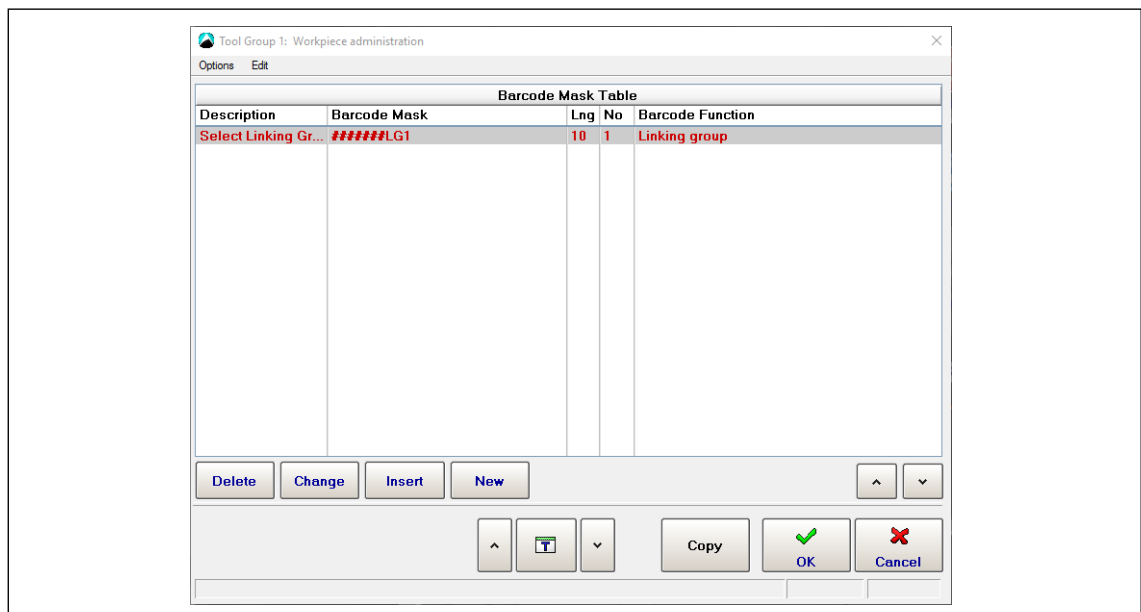 Tool Group 1: Workpiece administration
Options Edit
Barcode Mask Table
Description Barcode Mask Lng No Barcode Function
Select Linking Gr... #######LG1 10 1 Linking group
Delete Change Insert New
T Copy OK Cancel